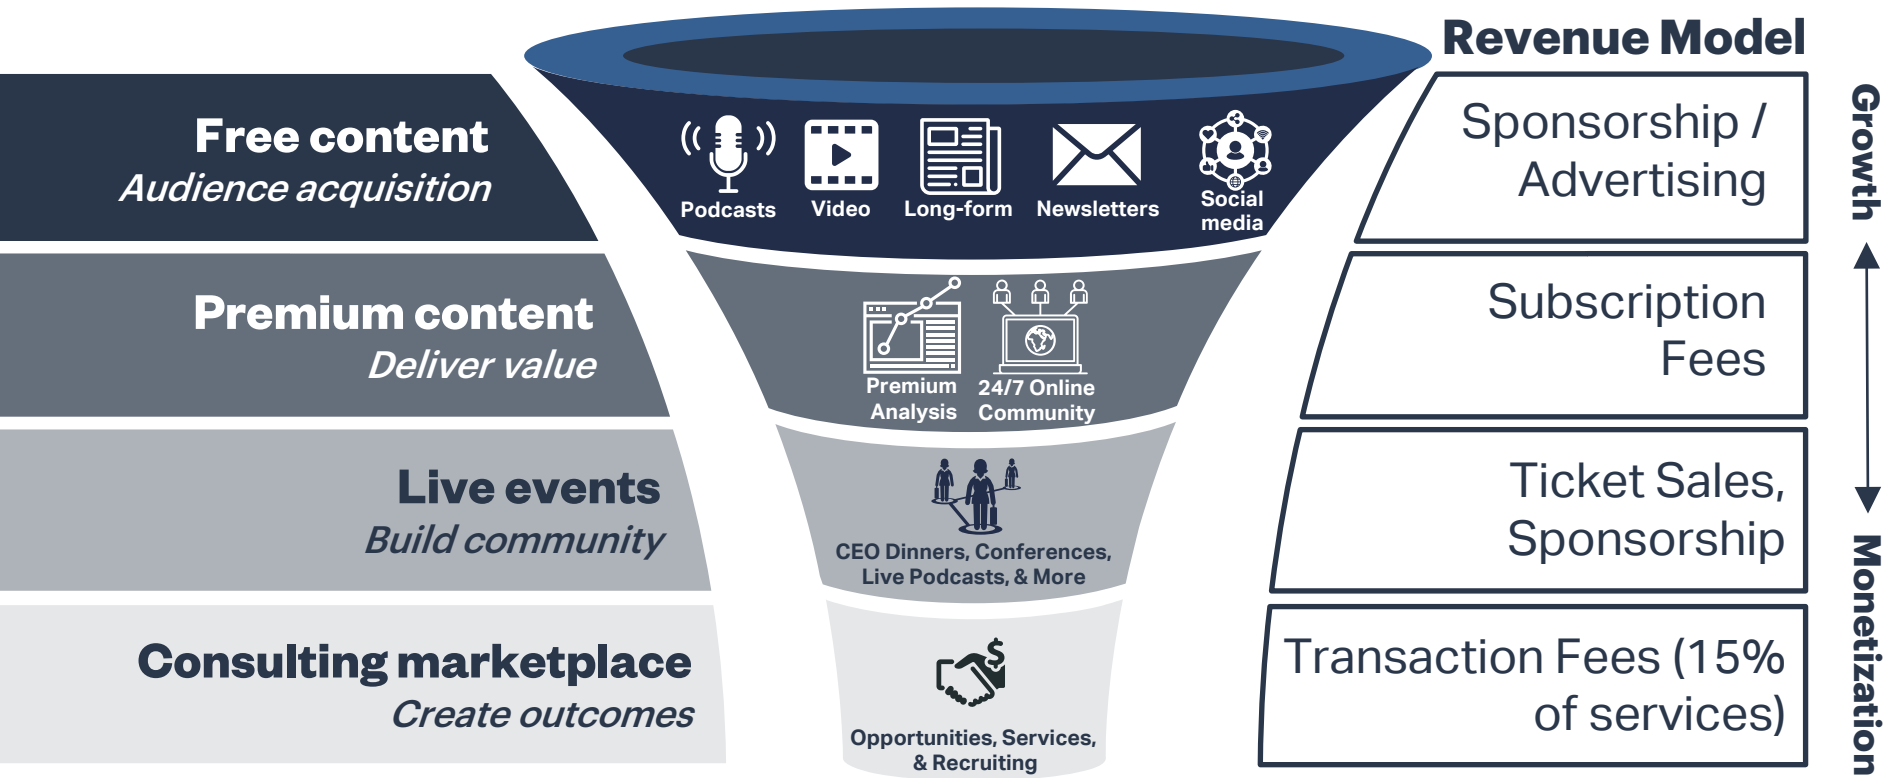 Revenue Model
Free content
Audience acquisition
Podcasts
Video
Long-form
Newsletters
Social
media
Sponsorship /
Advertising
Growth
Premium content
Deliver value
Premium
Analysis
24/7 Online
Community
Subscription
Fees
Live events
Build community
CEO Dinners, Conferences,
Live Podcasts, & More
Ticket Sales,
Sponsorship
Monetization
Consulting marketplace
Create outcomes
$
Opportunities, Services,
& Recruiting
Transaction Fees (15%
of services)